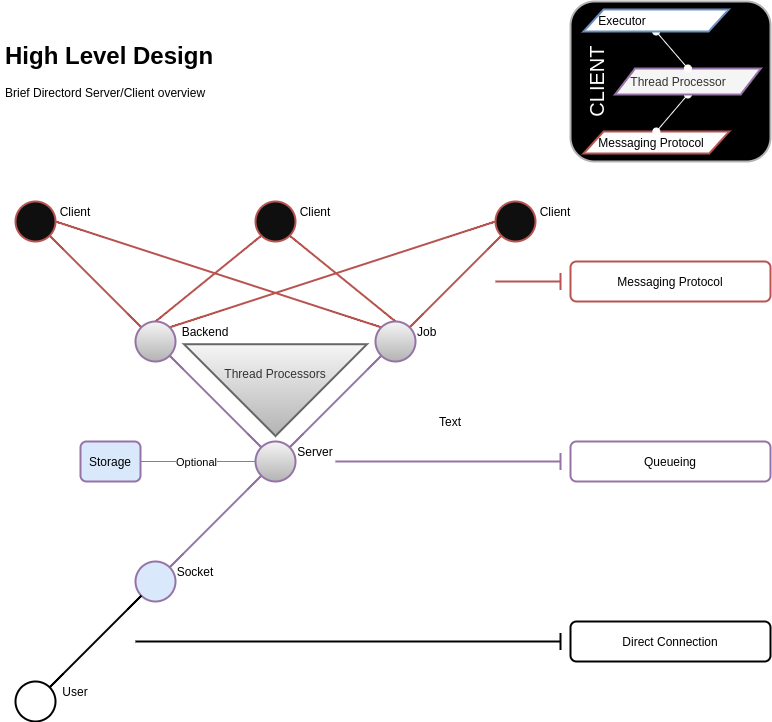 Executor
High Level Design
CLIENT
Thread Processor
Brief Directord Server/Client overview
Messaging Protocol
Client
Client
Client
Messaging Protocol
Backend
Job
Thread Processors
Text
Server
Storage
Optional
Queueing
Socket
Direct Connection
User